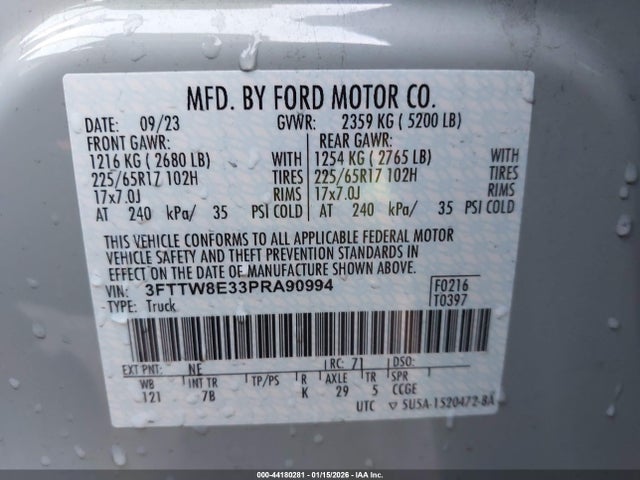 MFD. BY FORD MOTOR CO.
DATE: 09/23 GVWR: 2359 KG ( 5200 LB)
FRONT GAWR: REAR GAWR:
1216 KG ( 2680 LB) WITH 1254 KG ( 2765 LB) WITH
225/65R17 102H TIRES 225/65R17 102H TIRES
17x7.0J RIMS 17x7.0J RIMS
AT 240 kPa/ 35 PSI COLD AT 240 kPa/ 35 PSI COLD
THIS VEHICLE CONFORMS TO ALL APPLICABLE FEDERAL MOTOR
VEHICLE SAFETY AND THEFT PREVENTION STANDARDS IN
EFFECT ON THE DATE OF MANUFACTURE SHOWN ABOVE.
VIN: 3FTTW8E33PRA90994 F0216
TYPE: Truck T0397
EXT PNT: NE RC: 71 DSO:
WB INT TR TP/PS R AXLE TR SPR
121 7B K 29 5 CCGE
UTC 5U5A-1520472-BA
000-44180281 - 01/15/2026 - IAA Inc.